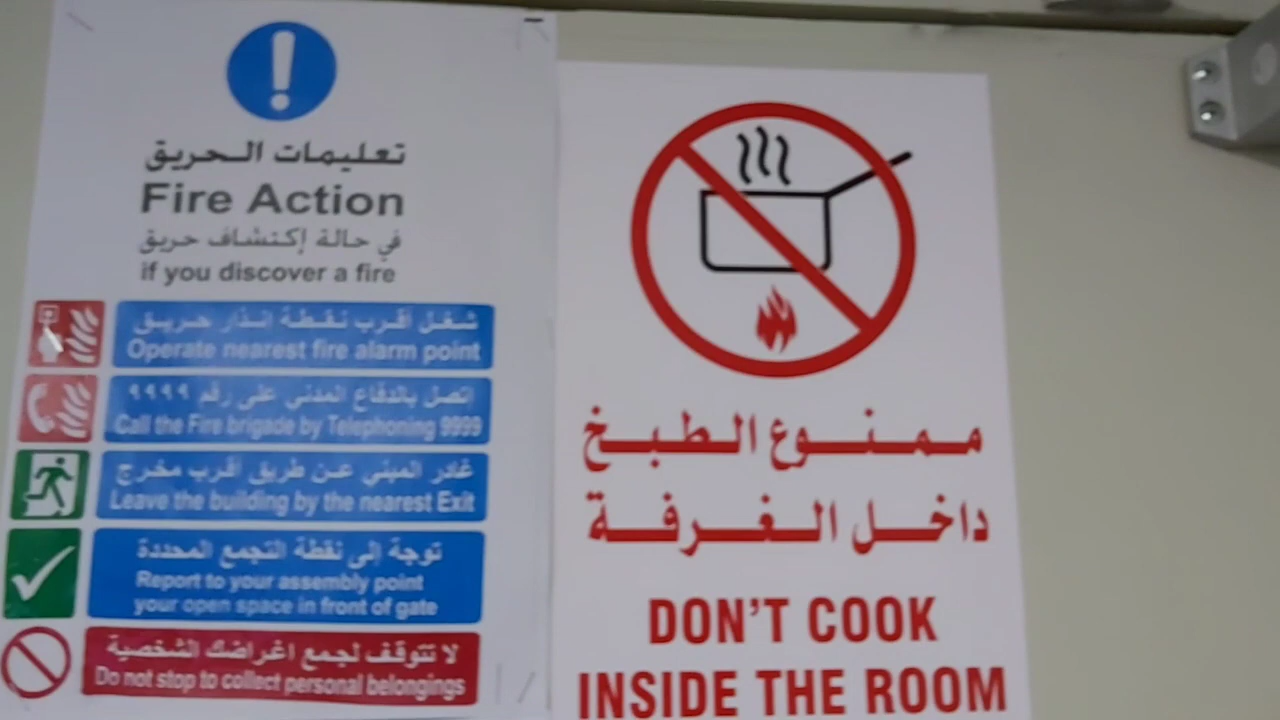 تعليمات الحريق
Fire Action
في حالة إكتشاف حريق
if you discover a fire
شغل أقرب نقطة انذار حريق
Operate nearest fire alarm point
إتصل بالدفاع المدني على رقم ٩٩٩٩
Call the Fire brigade by Telephoning 9999
غادر المبنى عن طريق أقرب مخرج
Leave the building by the nearest Exit
توجة إلى نقطة التجمع المحددة
Report to your assembly point
your open space in front of gate
لا تتوقف لجمع اغراضك الشخصية
Do not stop to collect personal belongings
ممنوع الطبخ
داخل الغرفة
DON'T COOK
INSIDE THE ROOM